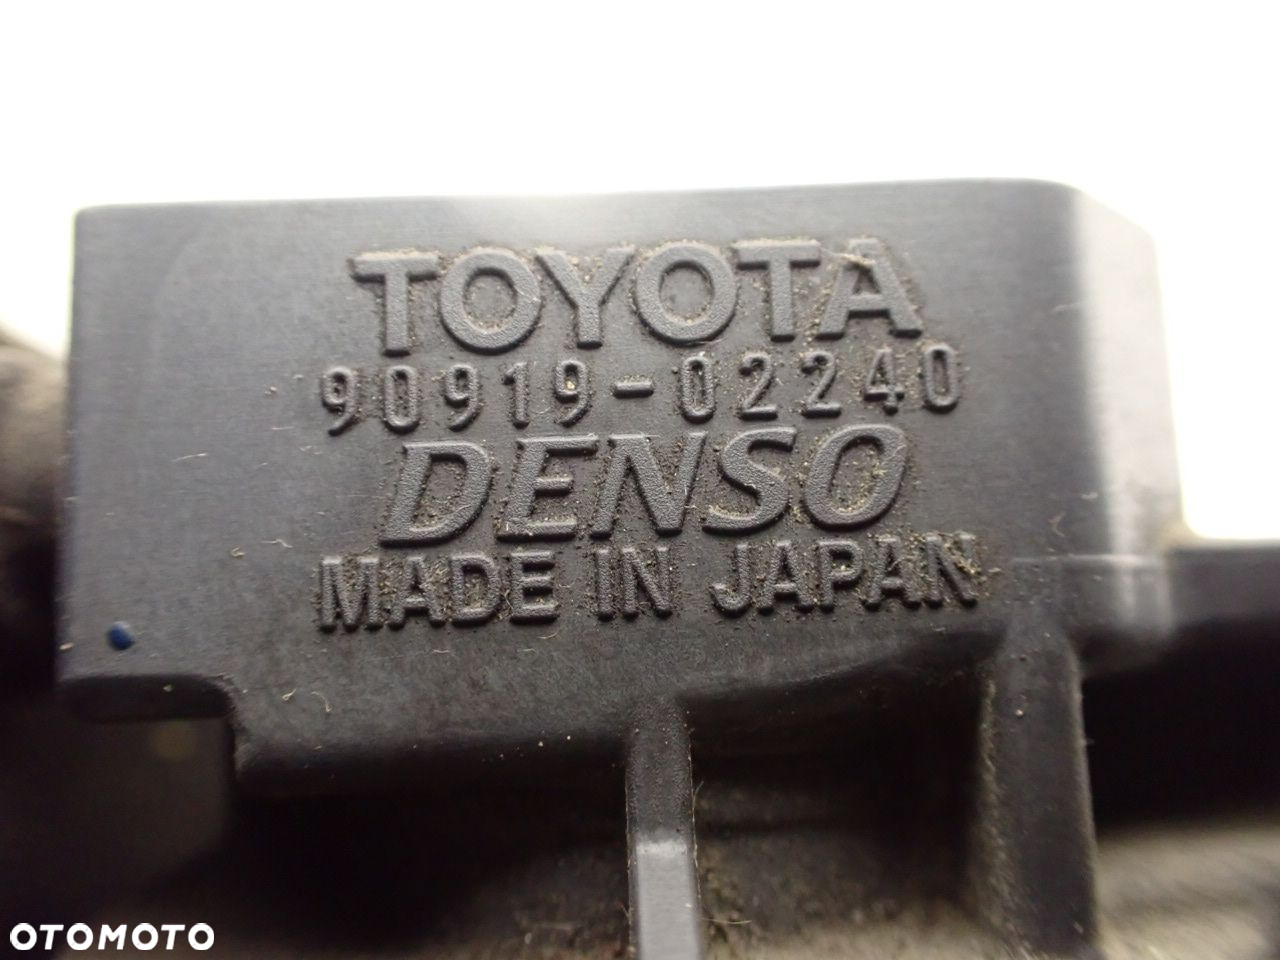 TOYOTA
90919-02240
DENSO
MADE IN JAPAN
OTOMOTO